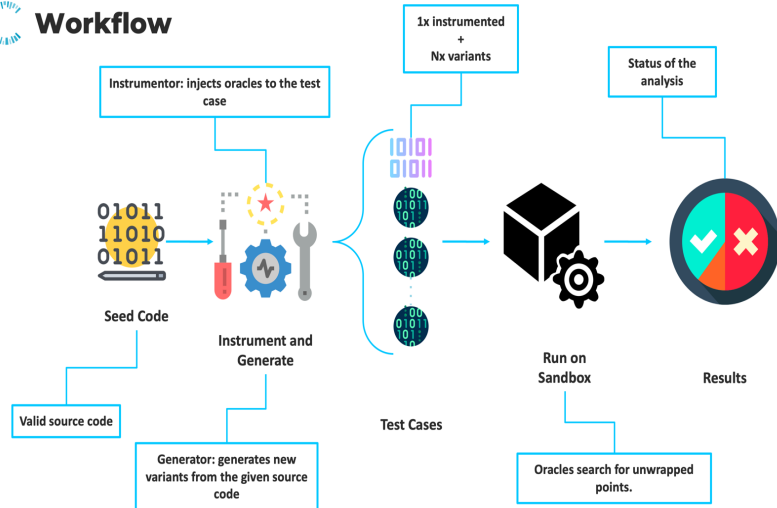 Workflow
1x instrumented
+
Nx variants
Status of the
analysis
Instrumentor: injects oracles to the test
case
10101
01011
01011
11010
01011
Seed Code
Instrument and
Generate
Run on
Sandbox
Results
Valid source code
Test Cases
Generator: generates new
variants from the given source
code
Oracles search for unwrapped
points.